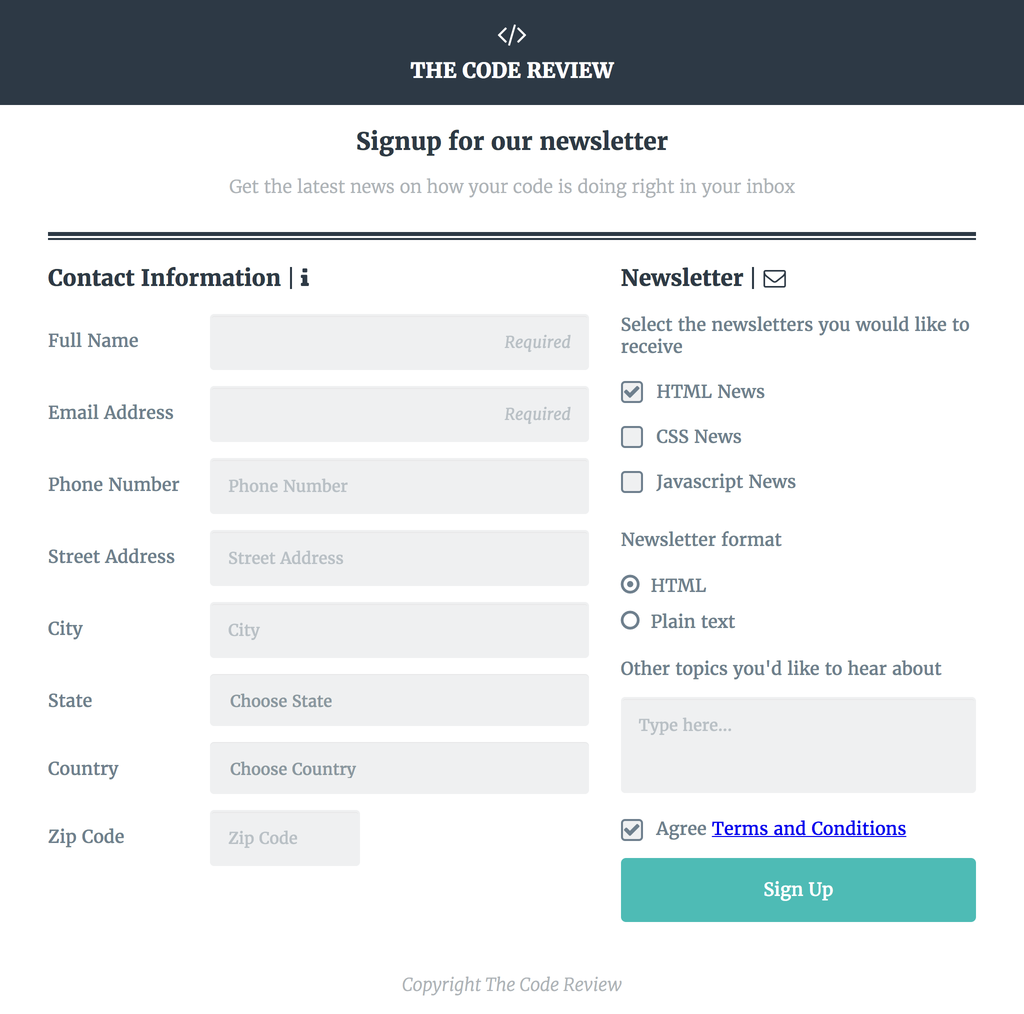 </>
THE CODE REVIEW
Signup for our newsletter
Get the latest news on how your code is doing right in your inbox
Contact Information | i
Full Name
Required
Email Address
Required
Phone Number
Phone Number
Street Address
Street Address
City
City
State
Choose State
Country
Choose Country
Zip Code
Zip Code
Newsletter |
Select the newsletters you would like to
receive
HTML News
CSS News
Javascript News
Newsletter format
HTML
Plain text
Other topics you'd like to hear about
Type here...
Agree Terms and Conditions
Sign Up
Copyright The Code Review